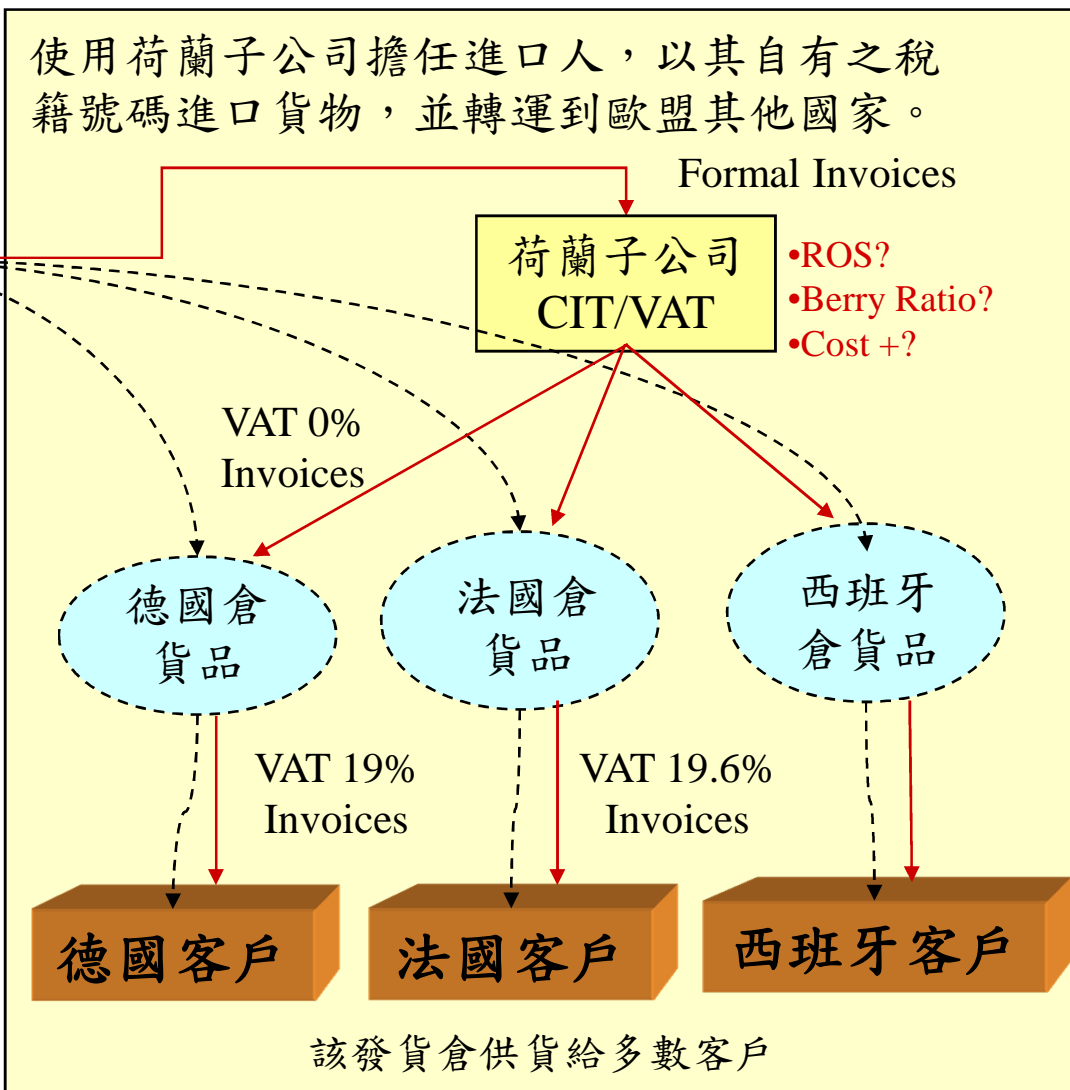 使用荷蘭子公司擔任進口人，以其自有之稅
籍號碼進口貨物，並轉運到歐盟其他國家。
Formal Invoices
荷蘭子公司
CIT/VAT
•ROS?
•Berry Ratio?
•Cost +?
VAT 0%
Invoices
德國倉
貨品
法國倉
貨品
西班牙
倉貨品
VAT 19%
Invoices
VAT 19.6%
Invoices
德國客戶
法國客戶
西班牙客戶
該發貨倉供貨給多數客戶